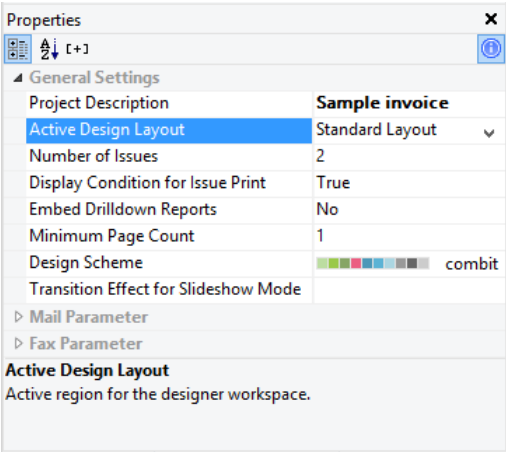 Properties
General Settings
Project Description Sample invoice
Active Design Layout Standard Layout
Number of Issues 2
Display Condition for Issue Print True
Embed Drilldown Reports No
Minimum Page Count 1
Design Scheme combit
Transition Effect for Slideshow Mode
Mail Parameter
Fax Parameter
Active Design Layout
Active region for the designer workspace.